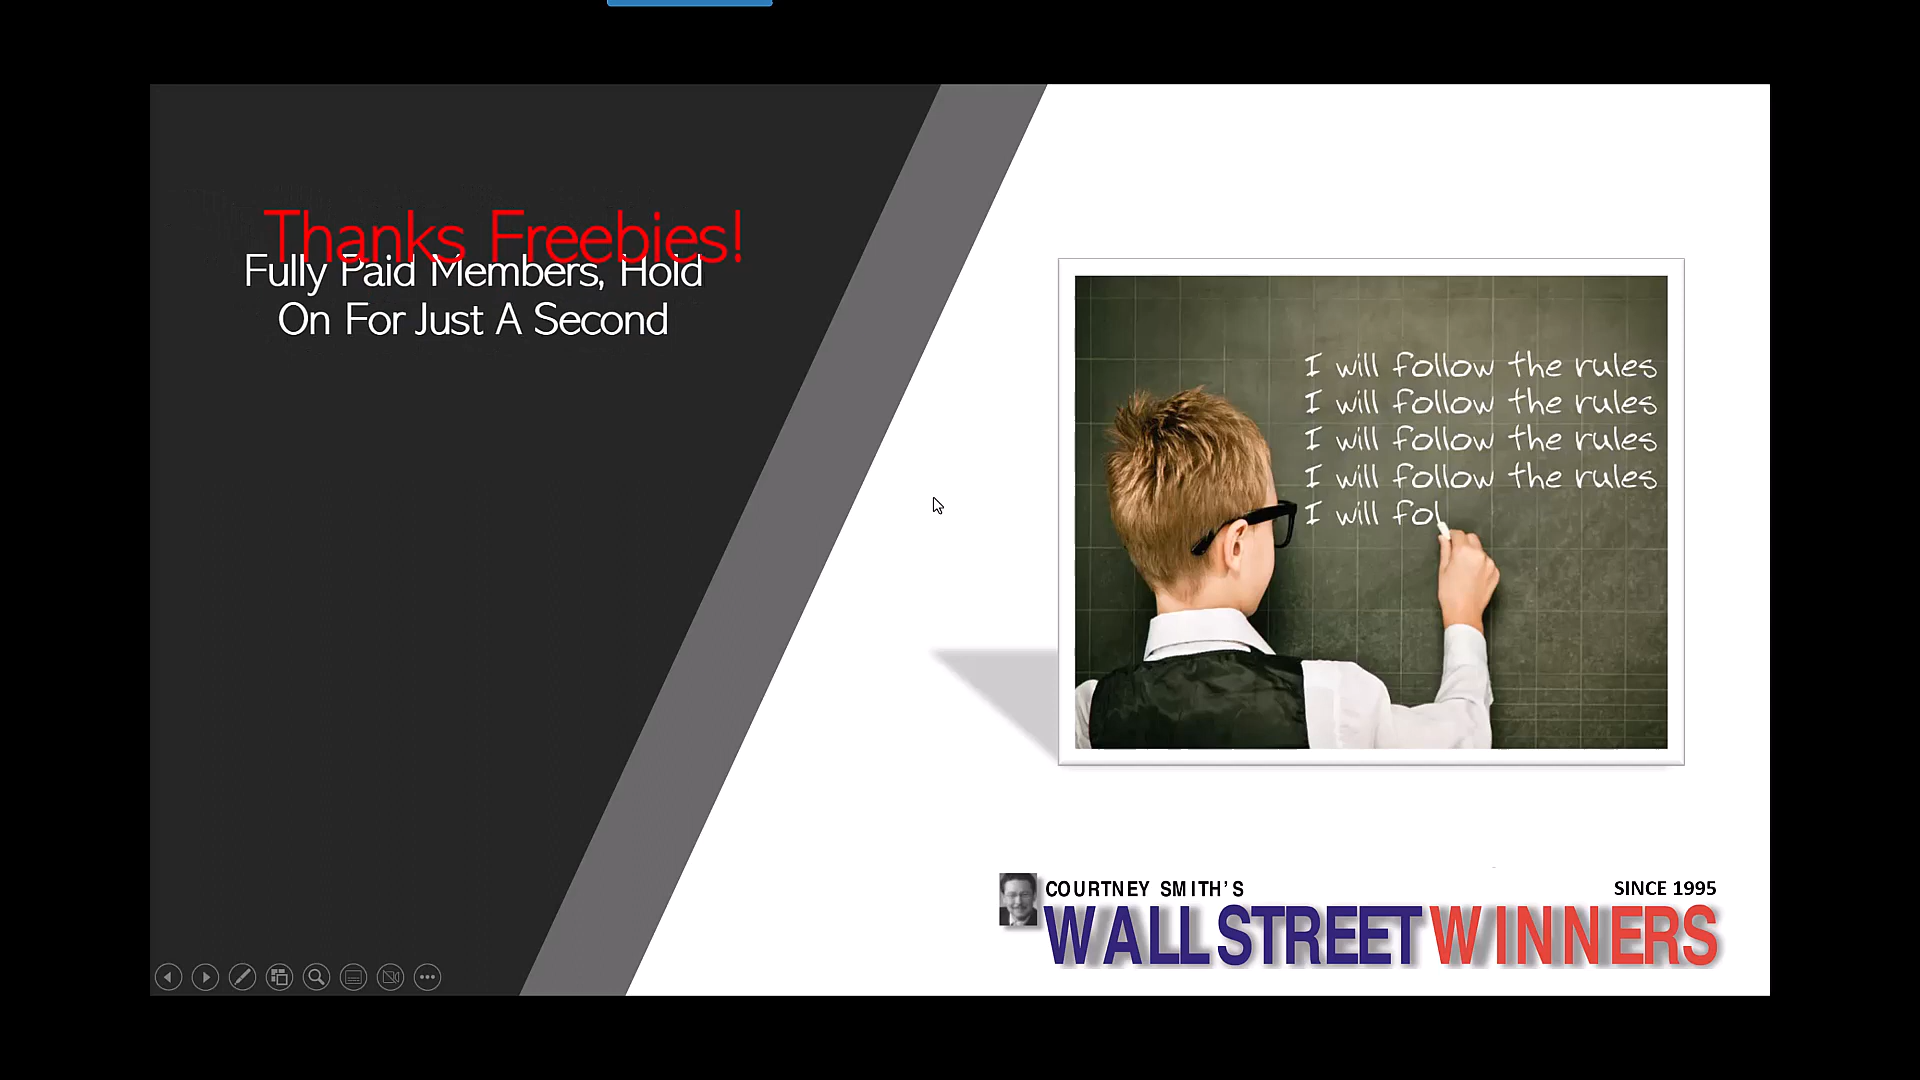 Thanks Freebies!
Fully Paid Members, Hold
On For Just A Second
I will follow the rules
I will follow the rules
I will follow the rules
I will follow the rules
I will fol
COURTNEY SMITH'S
SINCE 1995
WALL STREET WINNERS